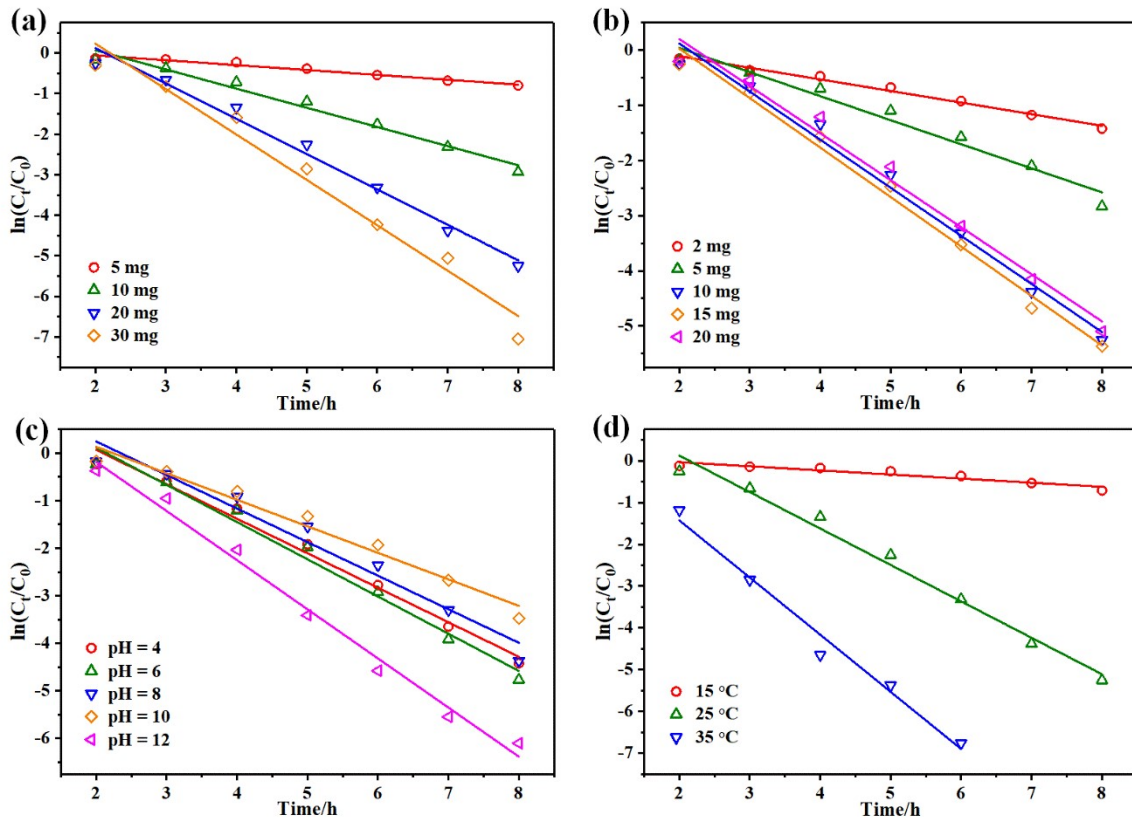 (a)
ln(Cₜ/C₀)
0
-1
-2
-3
-4
-5
-6
-7
5 mg
10 mg
20 mg
30 mg
2 3 4 5 6 7 8
Time/h
(b)
ln(Cₜ/C₀)
0
-1
-2
-3
-4
-5
2 mg
5 mg
10 mg
15 mg
20 mg
2 3 4 5 6 7 8
Time/h
(c)
ln(Cₜ/C₀)
0
-1
-2
-3
-4
-5
-6
pH = 4
pH = 6
pH = 8
pH = 10
pH = 12
2 3 4 5 6 7 8
Time/h
(d)
ln(Cₜ/C₀)
0
-1
-2
-3
-4
-5
-6
-7
15 °C
25 °C
35 °C
2 3 4 5 6 7 8
Time/h